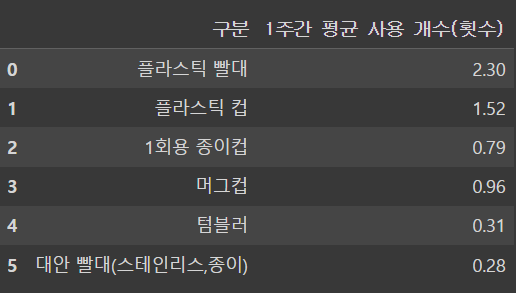 구분 1주간 평균 사용 개수(횟수)
0 플라스틱 빨대 2.30
1 플라스틱 컵 1.52
2 1회용 종이컵 0.79
3 머그컵 0.96
4 텀블러 0.31
5 대안 빨대(스테인리스,종이) 0.28